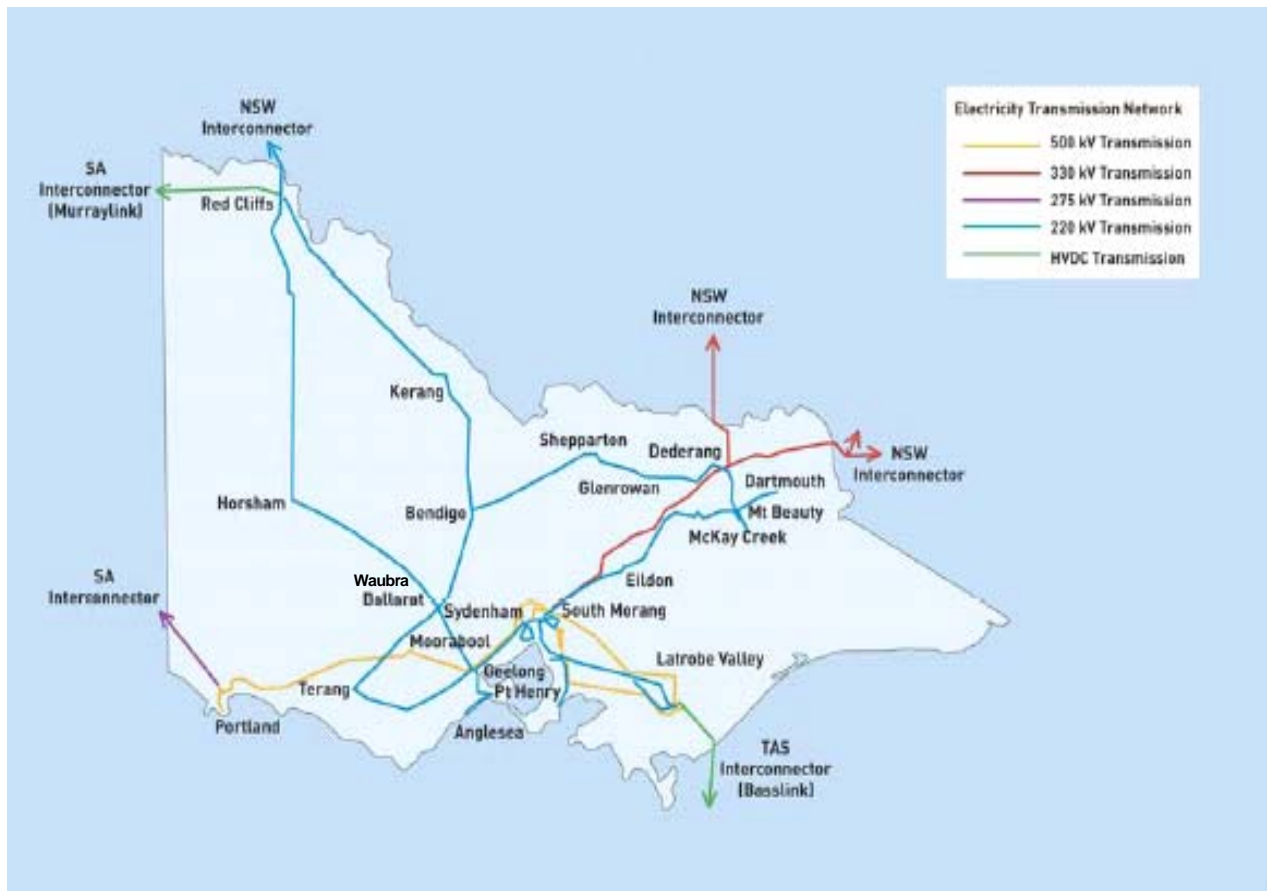 NSW
Interconnector
SA
Interconnector
(Murraylink)
Red Cliffs
Electricity Transmission Network
500 kV Transmission
330 kV Transmission
275 kV Transmission
220 kV Transmission
HVDC Transmission
NSW
Interconnector
Kerang
Shepparton
Dederang
NSW
Interconnector
Glenrowan
Dartmouth
Horsham
Bendigo
Mt Beauty
McKay Creek
Waubra
Eildon
SA
Interconnector
Ballarat
Sydenham
South Morang
Moorabool
Latrobe Valley
Geelong
Terang
Pt Henry
Portland
Anglesea
TAS
Interconnector
(Basslink)